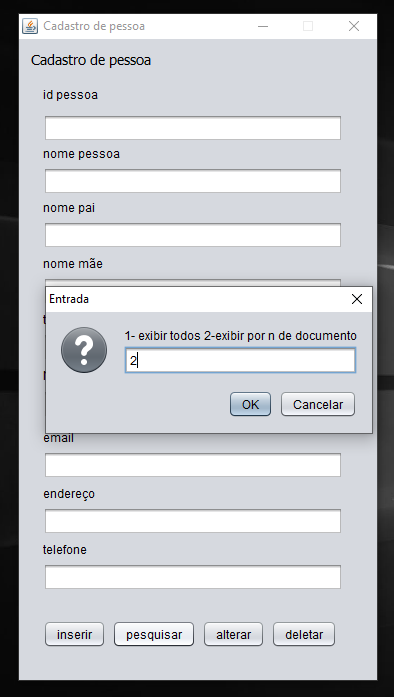 Cadastro de pessoa
Cadastro de pessoa
id pessoa
nome pessoa
nome pai
nome mãe
Entrada
1- exibir todos 2-exibir por n de documento
2
OK
Cancelar
email
endereço
telefone
inserir
pesquisar
alterar
deletar